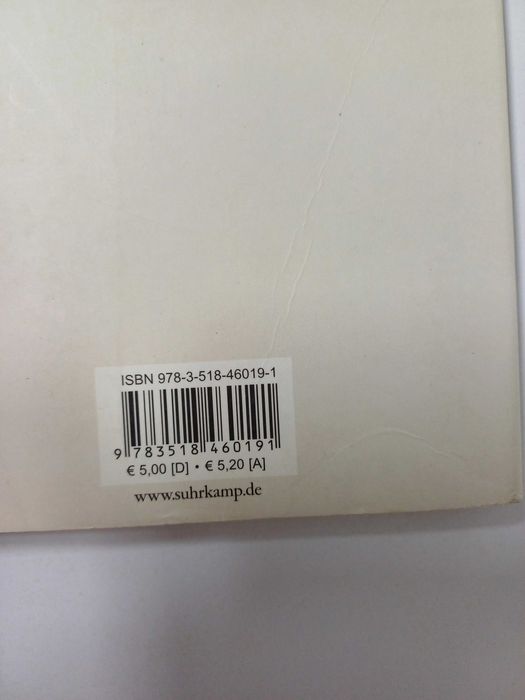 ISBN 978-3-518-46019-1
9 783518 460191
€ 5,00 [D] • € 5,20 [A]
www.suhrkamp.de